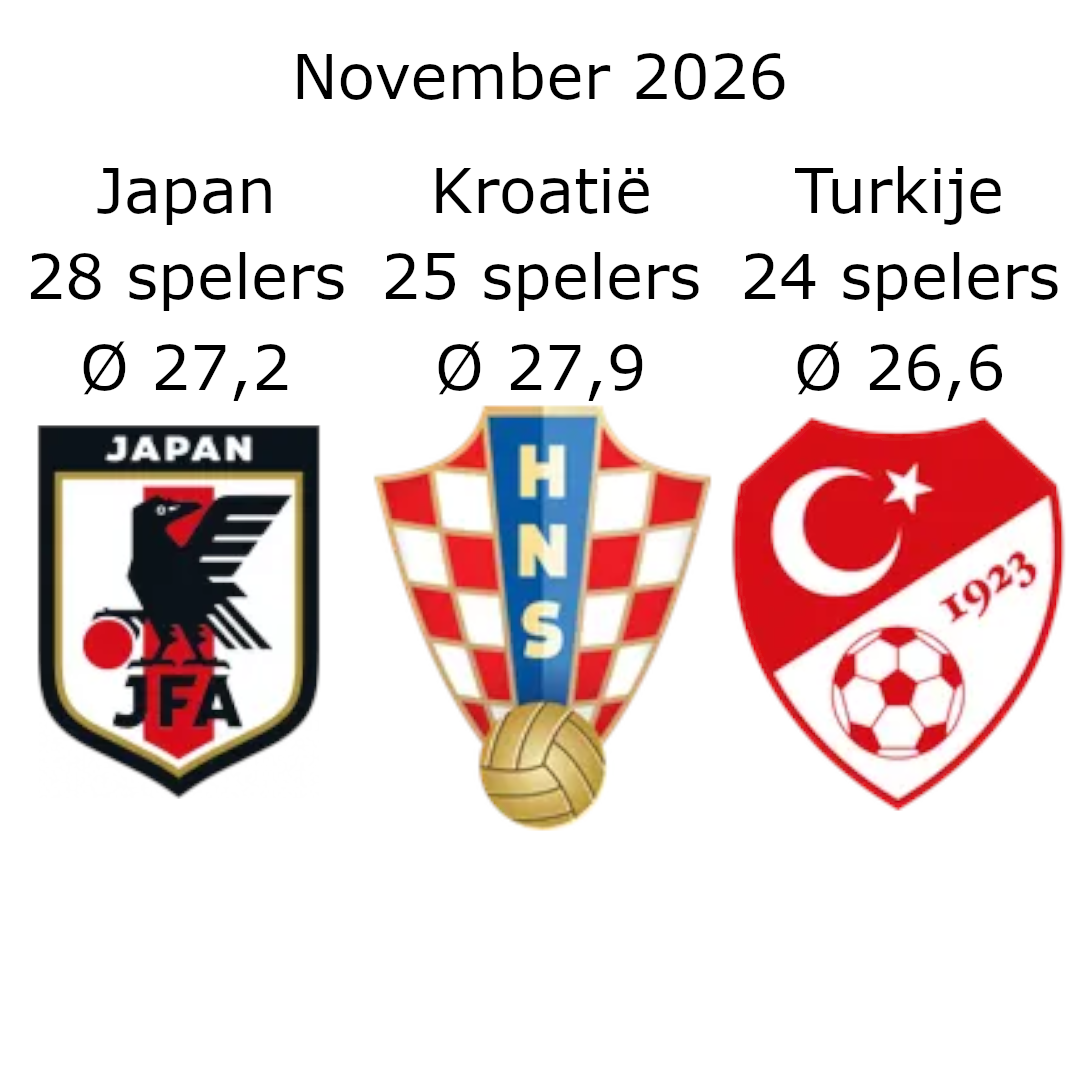 November 2026
Japan
28 spelers
Ø 27,2
Kroatië
25 spelers
Ø 27,9
Turkije
24 spelers
Ø 26,6
JAPAN
JFA
HNS
1923